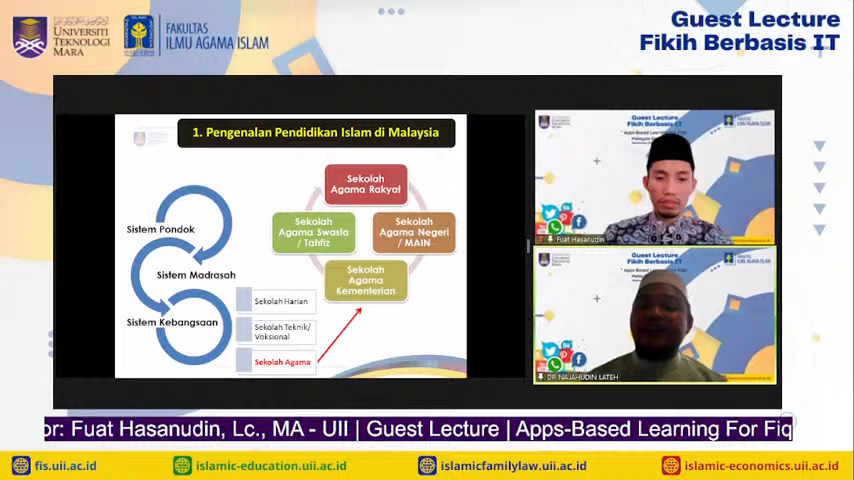 UNIVERSITI
TEKNOLOGI
MARA
FAKULTAS
ILMU AGAMA ISLAM
Guest Lecture
Fikih Berbasis IT
1. Pengenalan Pendidikan Islam di Malaysia
Sistem Pondok
Sistem Madrasah
Sistem Kebangsaan
Sekolah Harian
Sekolah Teknik/
Voksional
Sekolah Agama
Sekolah
Agama Rakyat
Sekolah
Agama Swasta
/ Tahfiz
Sekolah
Agama Negeri
/ MAIN
Sekolah
Agama
Kementerian
Guest Lecture
Fikih Berbasis IT
Fuat Hasanudin
Guest Lecture
Fikih Berbasis IT
DR NAJAHUDIN LATEH
or: Fuat Hasanudin, Lc., MA - UII | Guest Lecture | Apps-Based Learning For Fiq
fis.uii.ac.id
islamic-education.uii.ac.id
islamicfamilylaw.uii.ac.id
islamic-economics.uii.ac.id